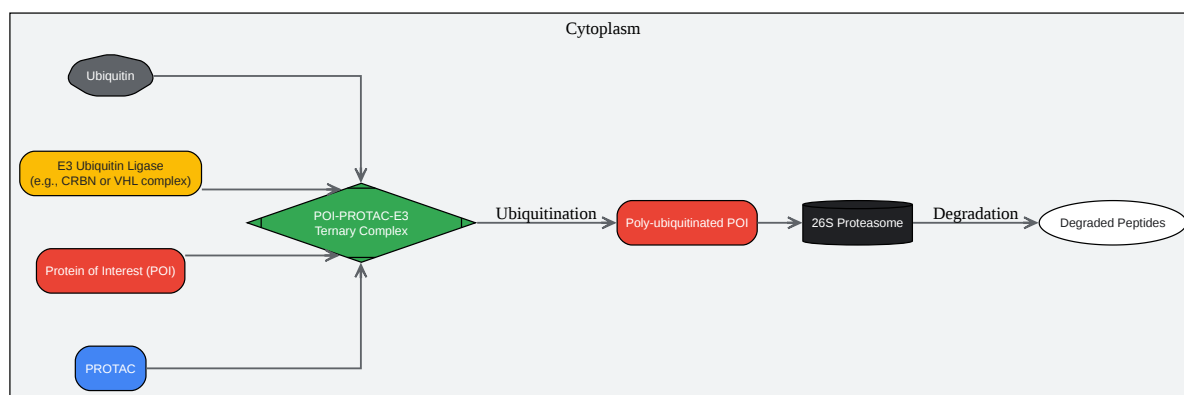 Cytoplasm
Ubiquitin
E3 Ubiquitin Ligase
(e.g., CRBN or VHL complex)
Protein of Interest (POI)
PROTAC
POI-PROTAC-E3
Ternary Complex
Ubiquitination
Poly-ubiquitinated POI
26S Proteasome
Degradation
Degraded Peptides